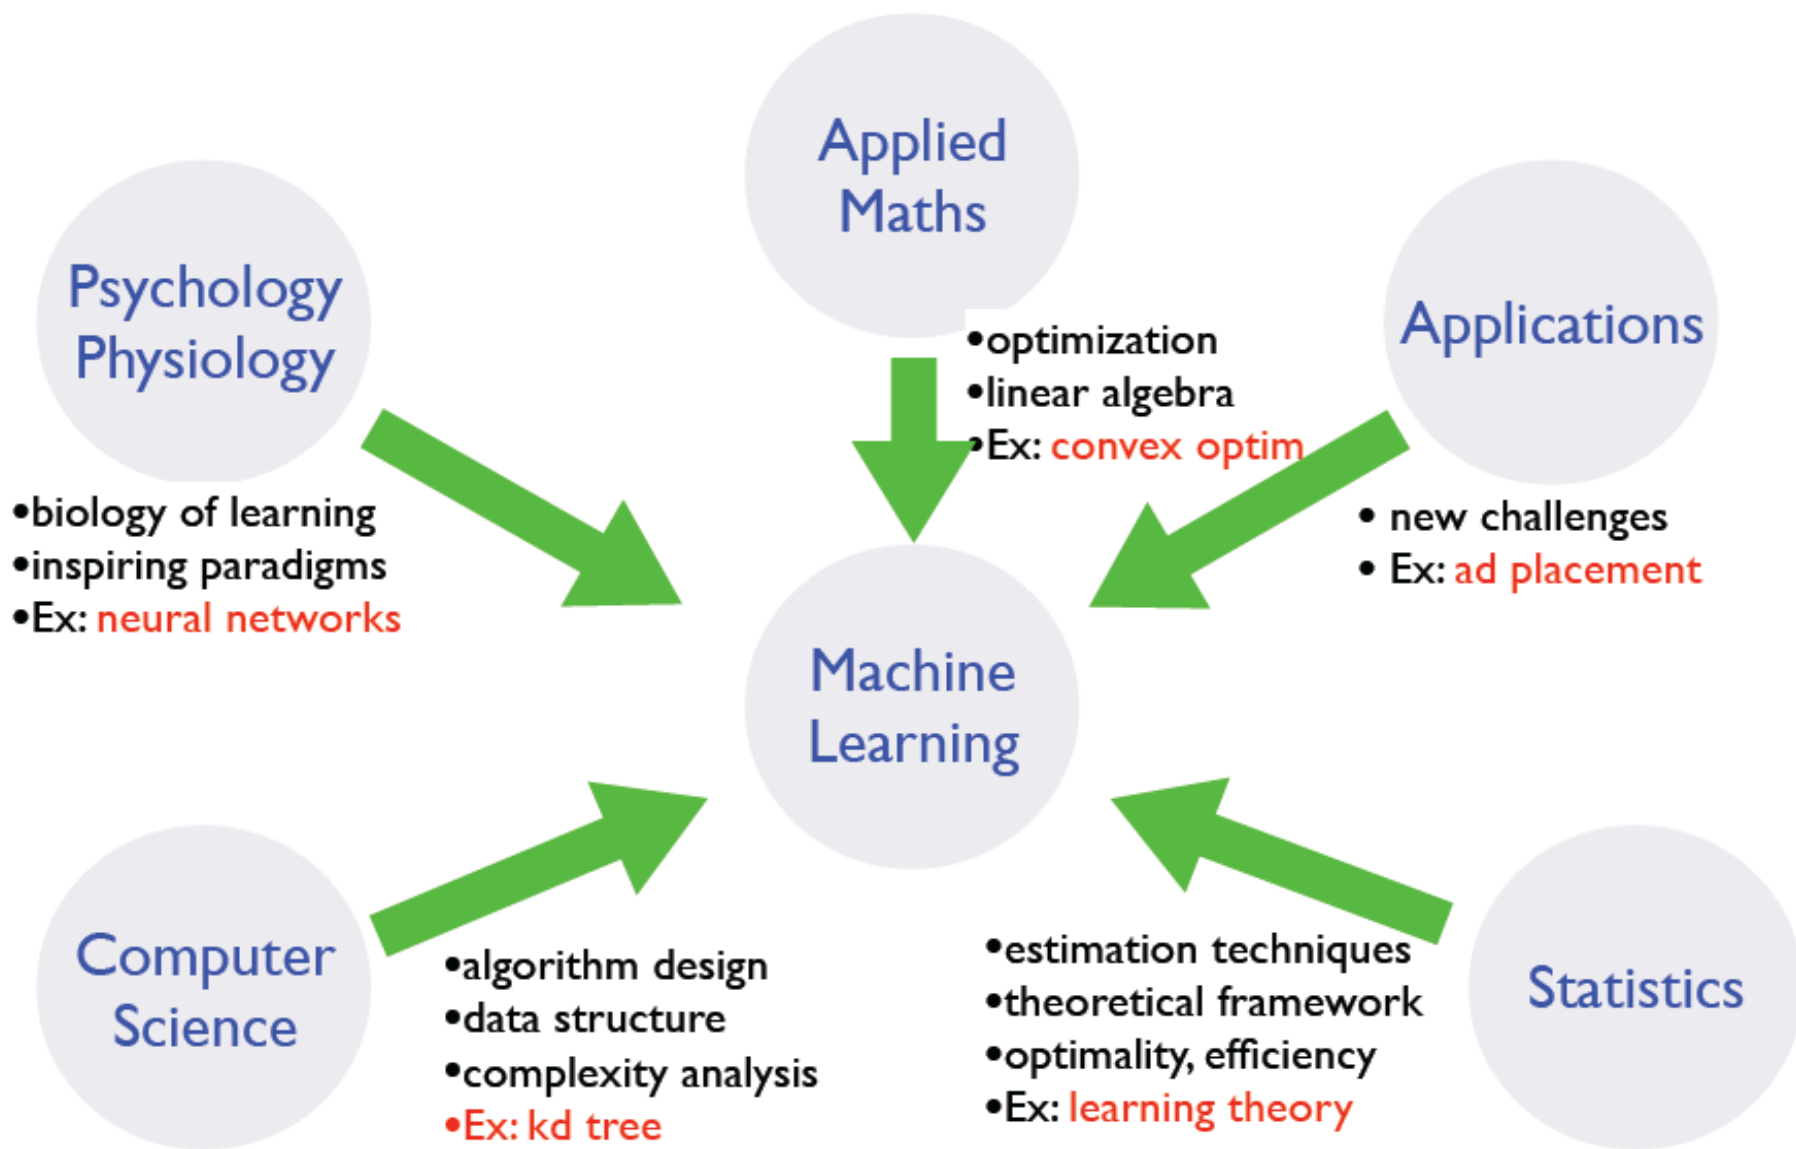 Applied
Maths
Psychology
Physiology
Applications
•optimization
•linear algebra
•Ex: convex optim
•biology of learning
•inspiring paradigms
•Ex: neural networks
• new challenges
• Ex: ad placement
Machine
Learning
Computer
Science
•algorithm design
•data structure
•complexity analysis
•Ex: kd tree
•estimation techniques
•theoretical framework
•optimality, efficiency
•Ex: learning theory
Statistics